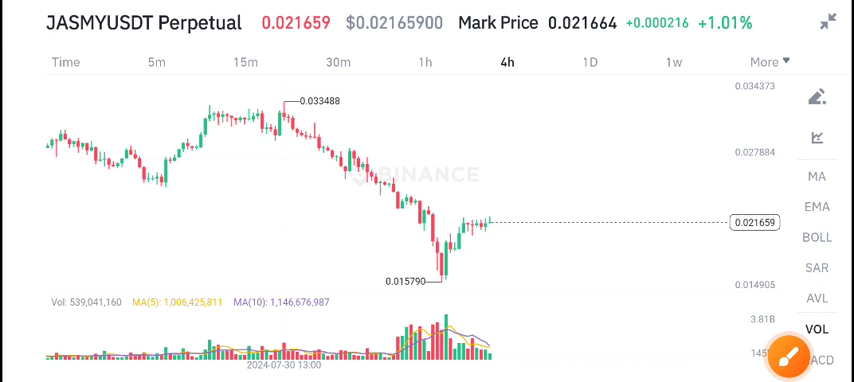 JASMYUSDT Perpetual 0.021659 $0.02165900 Mark Price 0.021664 +0.000216 +1.01%
Time 5m 15m 30m 1h 4h 1D 1w More
0.034373
0.033488
0.027884
BINANCE
MA
EMA
0.021659
BOLL
SAR
0.015790
0.014905
AVL
Vol: 539,041,160 MA(5): 1,006,425,811 MA(10): 1,146,676,987
3.81B
VOL
145
ACD
2024-07-30 13:00